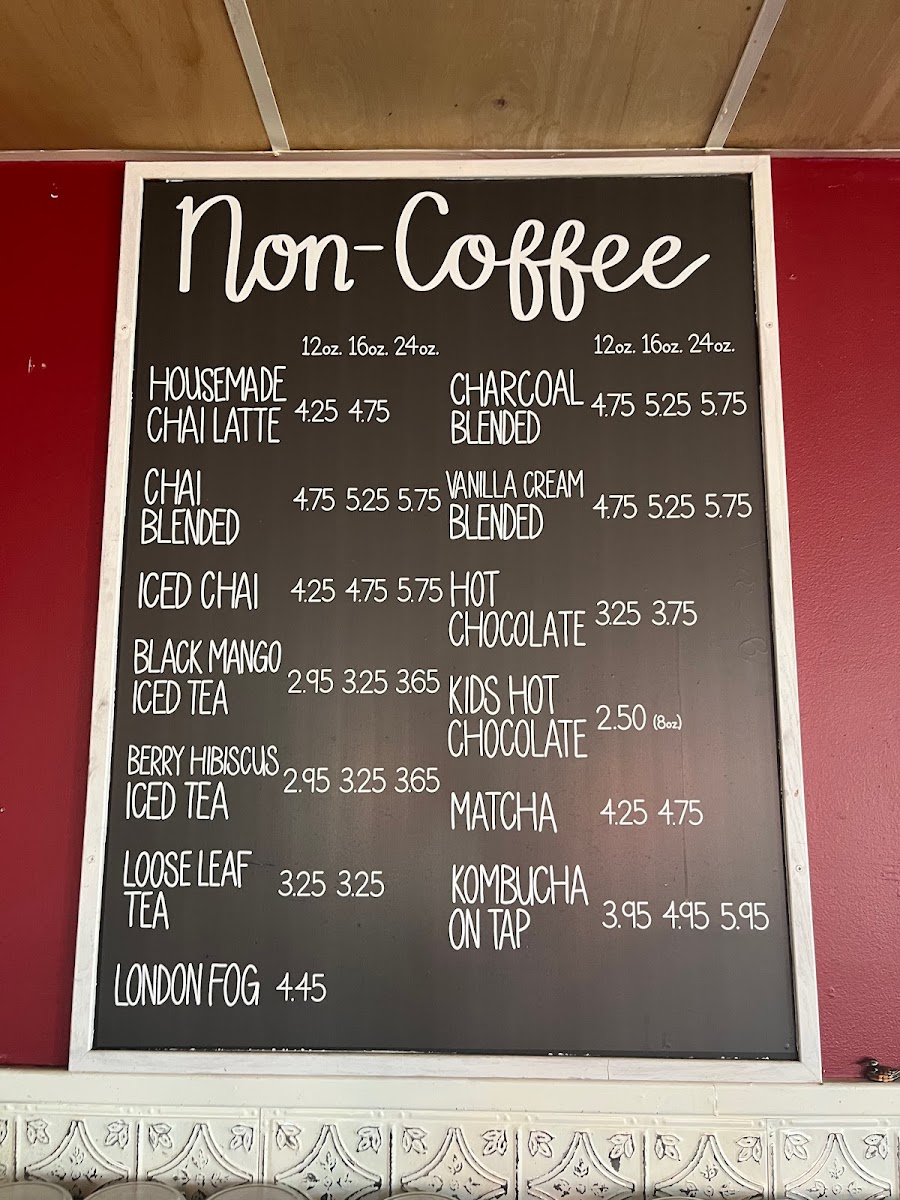 Non-Coffee
12oz. 16oz. 24oz.
HOUSEMADE
CHAI LATTE 4.25 4.75
CHAI
BLENDED 4.75 5.25 5.75
ICED CHAI 4.25 4.75 5.75
BLACK MANGO
ICED TEA 2.95 3.25 3.65
BERRY HIBISCUS
ICED TEA 2.95 3.25 3.65
LOOSE LEAF
TEA 3.25 3.25
LONDON FOG 4.45
12oz. 16oz. 24oz.
CHARCOAL
BLENDED 4.75 5.25 5.75
VANILLA CREAM
BLENDED 4.75 5.25 5.75
HOT
CHOCOLATE 3.25 3.75
KIDS HOT
CHOCOLATE 2.50 (8oz)
MATCHA 4.25 4.75
KOMBUCHA
ON TAP 3.95 4.95 5.95